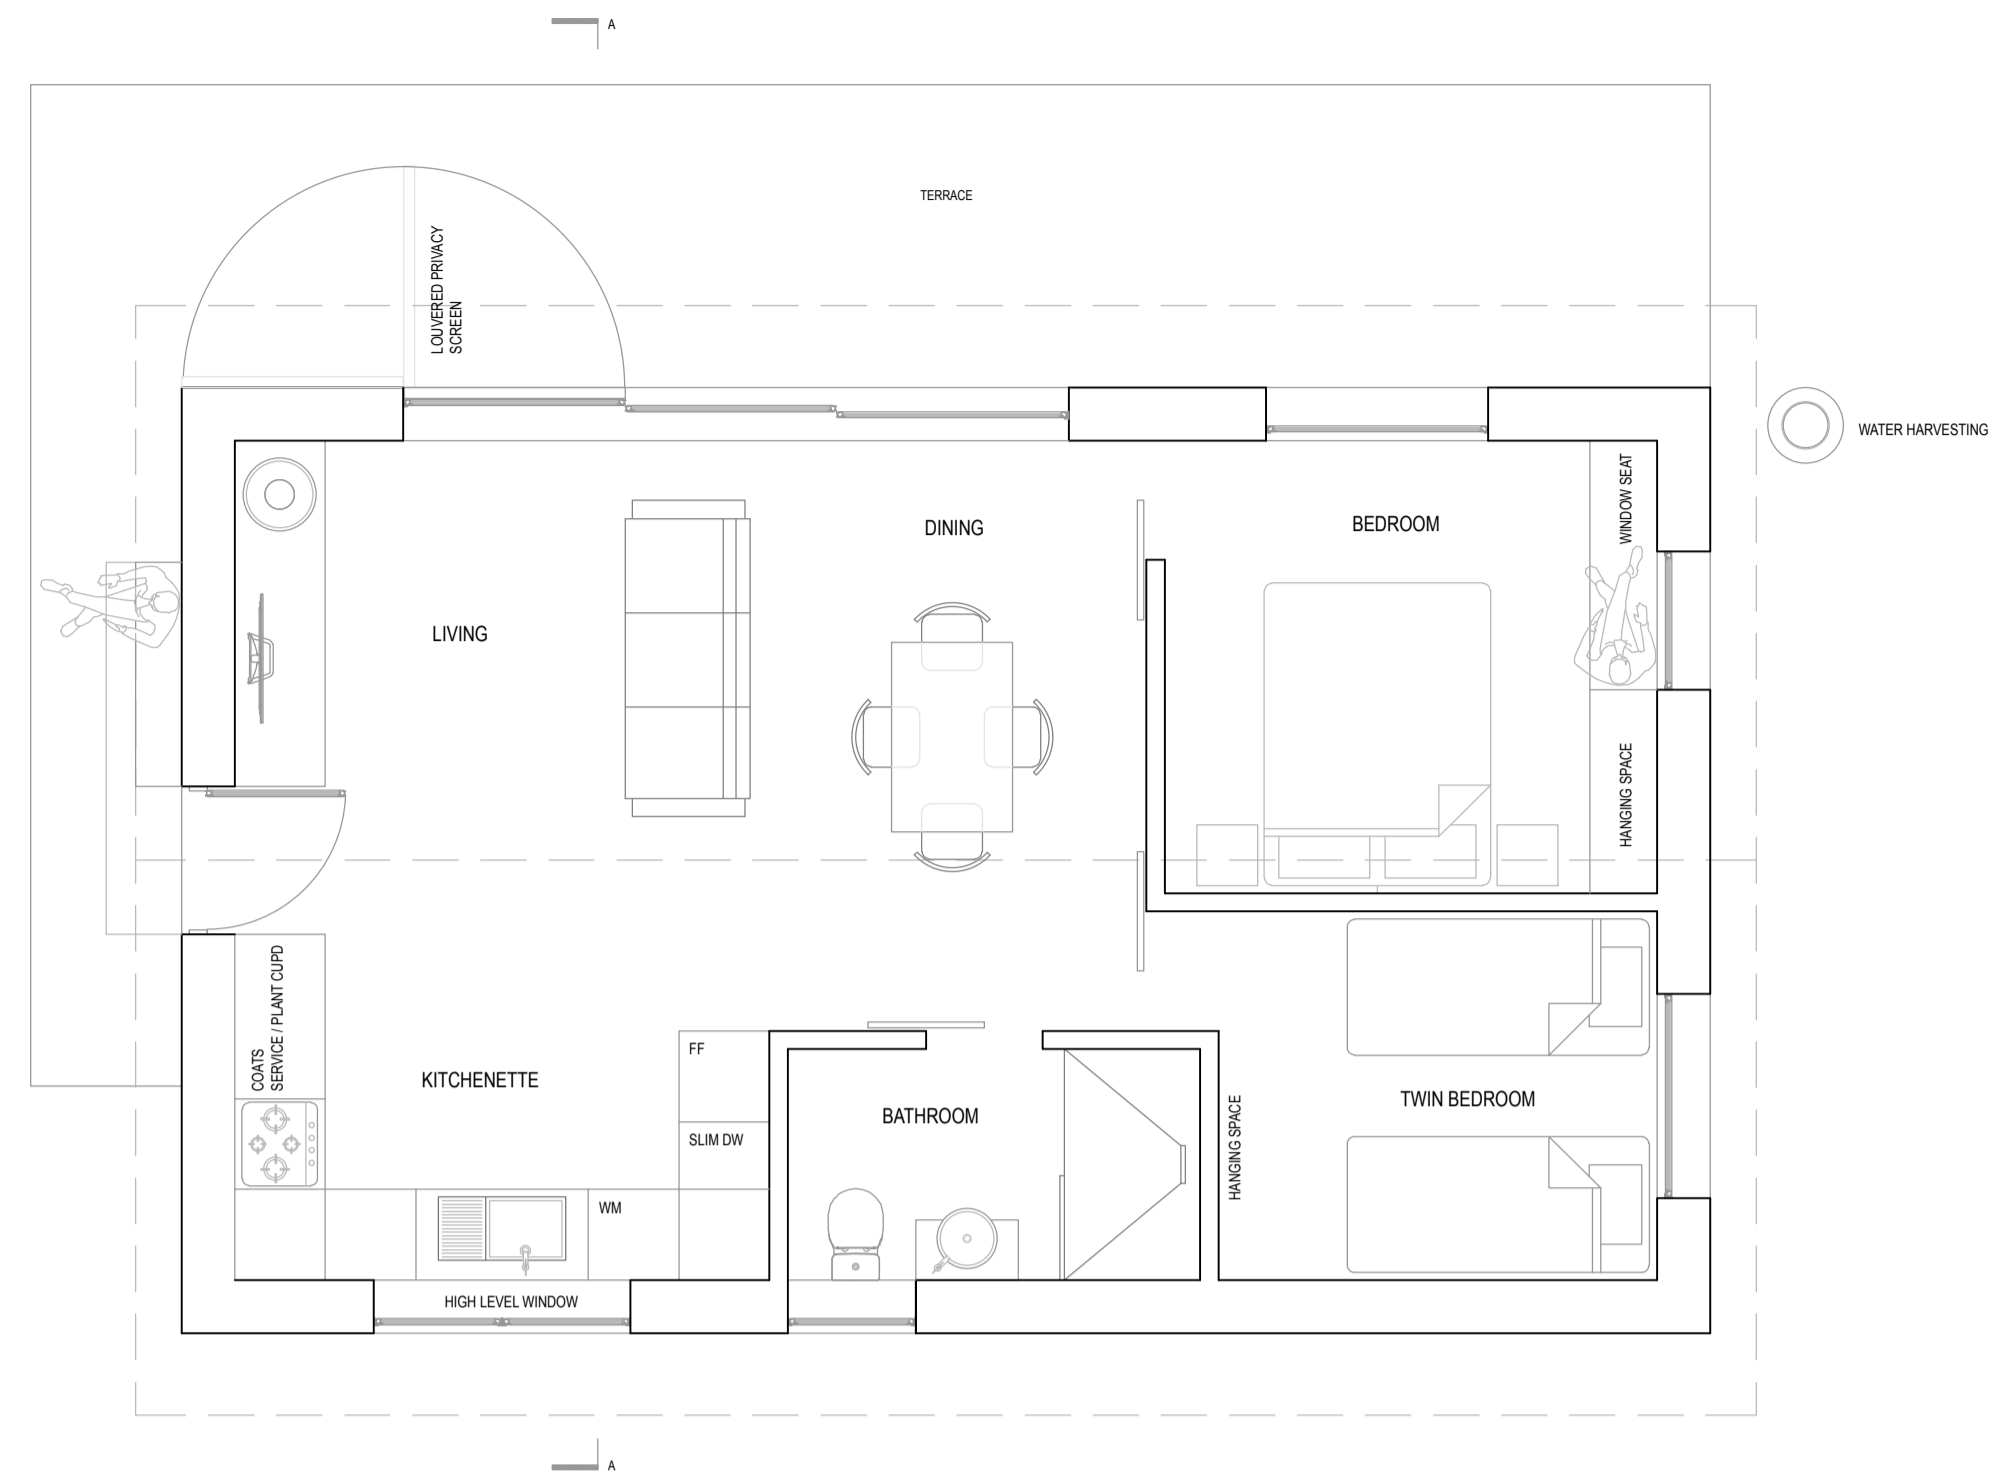 A
TERRACE
LOUVERED PRIVACY
SCREEN
WATER HARVESTING
WINDOW SEAT
BEDROOM
DINING
LIVING
HANGING SPACE
COATS
SERVICE / PLANT CUPD
FF
KITCHENETTE
TWIN BEDROOM
BATHROOM
SLIM DW
HANGING SPACE
WM
HIGH LEVEL WINDOW
A